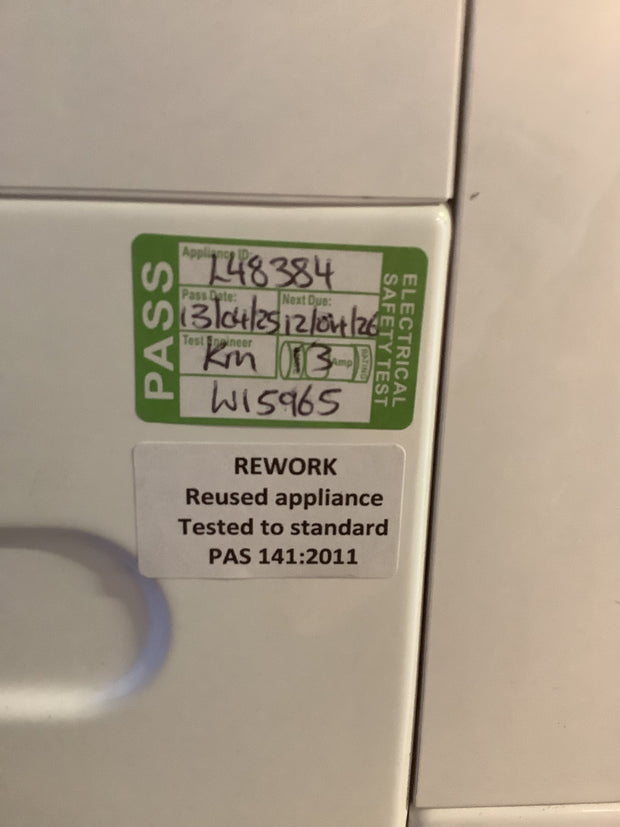 PASS
Appliance ID:
L48384
Pass Date:
Next Due:
13/04/25
12/04/26
Test Engineer
Km
13 Amp
RATING
W15965
ELECTRICAL
SAFETY TEST
REWORK
Reused appliance
Tested to standard
PAS 141:2011